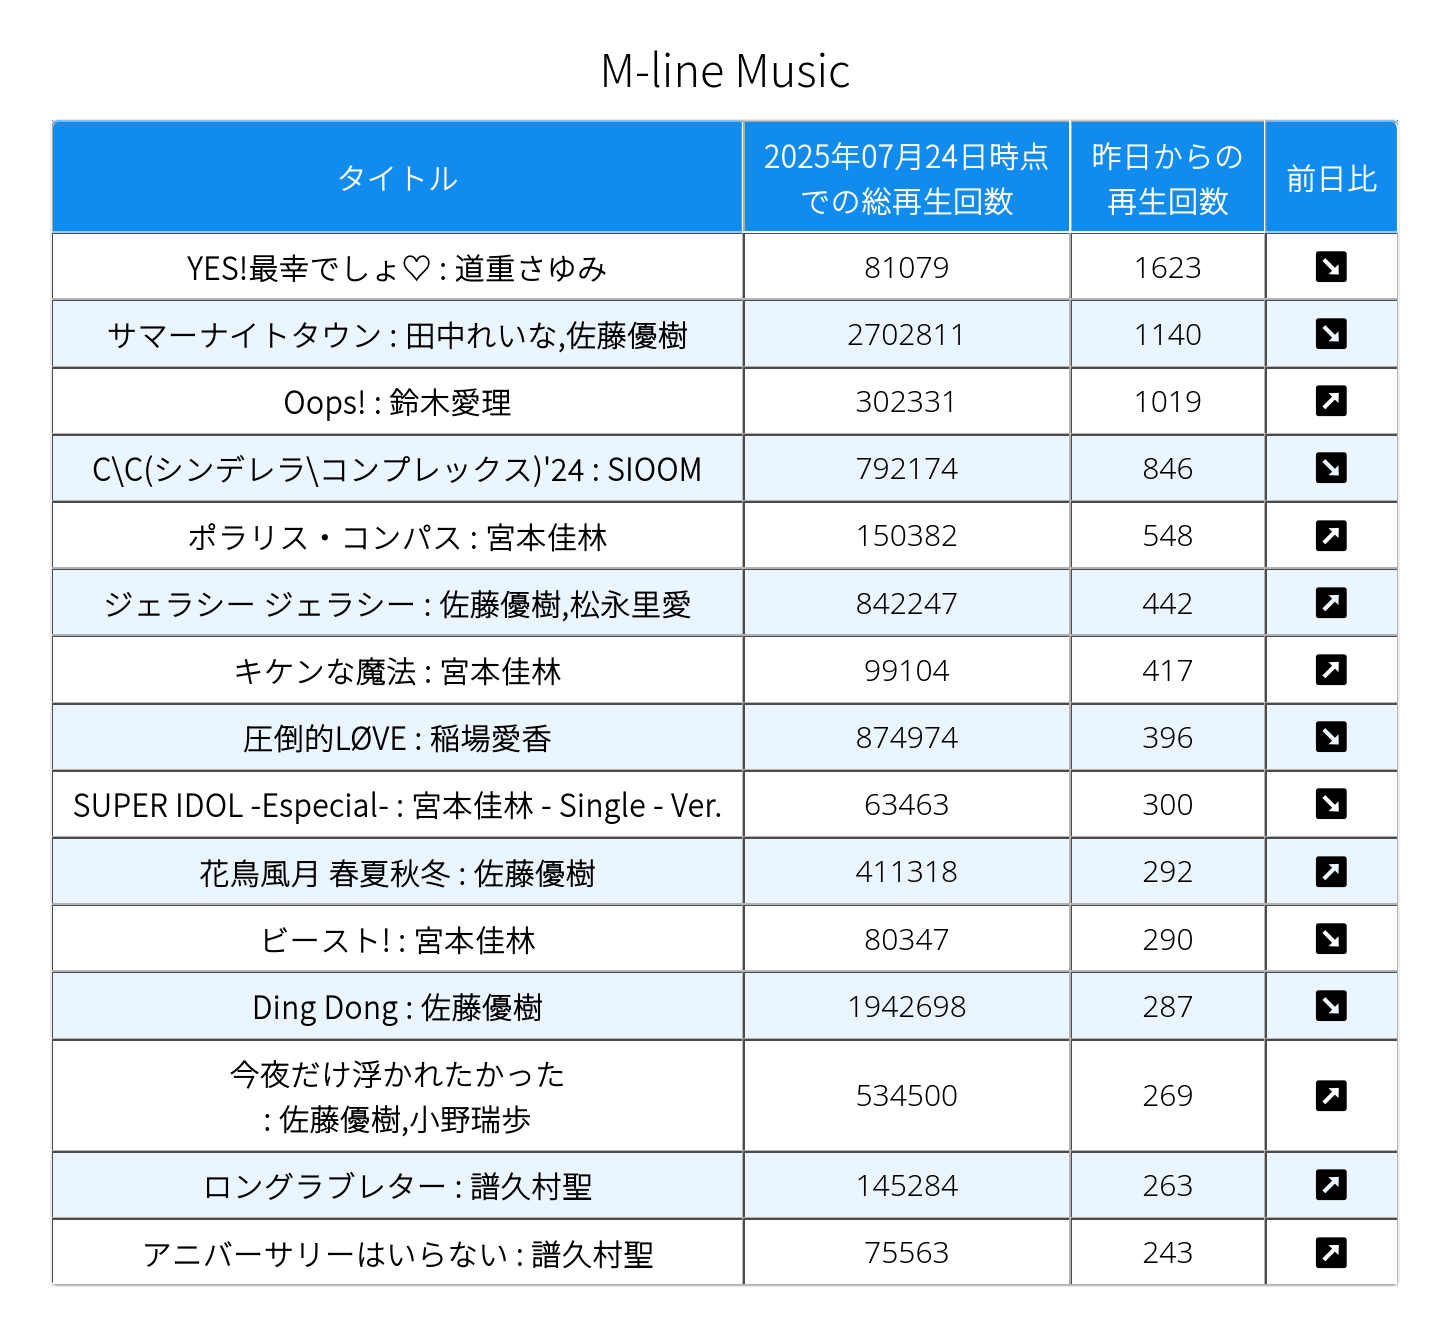 M-line Music
タイトル
2025年07月24日時点
での総再生回数
昨日からの
再生回数
前日比
YES!最幸でしょ♡ : 道重さゆみ 81079 1623 ↘
サマーナイトタウン : 田中れいな,佐藤優樹 2702811 1140 ↘
Oops! : 鈴木愛理 302331 1019 ↗
C\C(シンデレラ\コンプレックス)'24 : SIOOM 792174 846 ↘
ポラリス・コンパス : 宮本佳林 150382 548 ↗
ジェラシー ジェラシー : 佐藤優樹,松永里愛 842247 442 ↗
キケンな魔法 : 宮本佳林 99104 417 ↗
圧倒的LØVE : 稲場愛香 874974 396 ↘
SUPER IDOL -Especial- : 宮本佳林 - Single - Ver. 63463 300 ↘
花鳥風月 春夏秋冬 : 佐藤優樹 411318 292 ↗
ビースト! : 宮本佳林 80347 290 ↘
Ding Dong : 佐藤優樹 1942698 287 ↘
今夜だけ浮かれたかった
: 佐藤優樹,小野瑞歩 534500 269 ↗
ロングラブレター : 譜久村聖 145284 263 ↗
アニバーサリーはいらない : 譜久村聖 75563 243 ↗